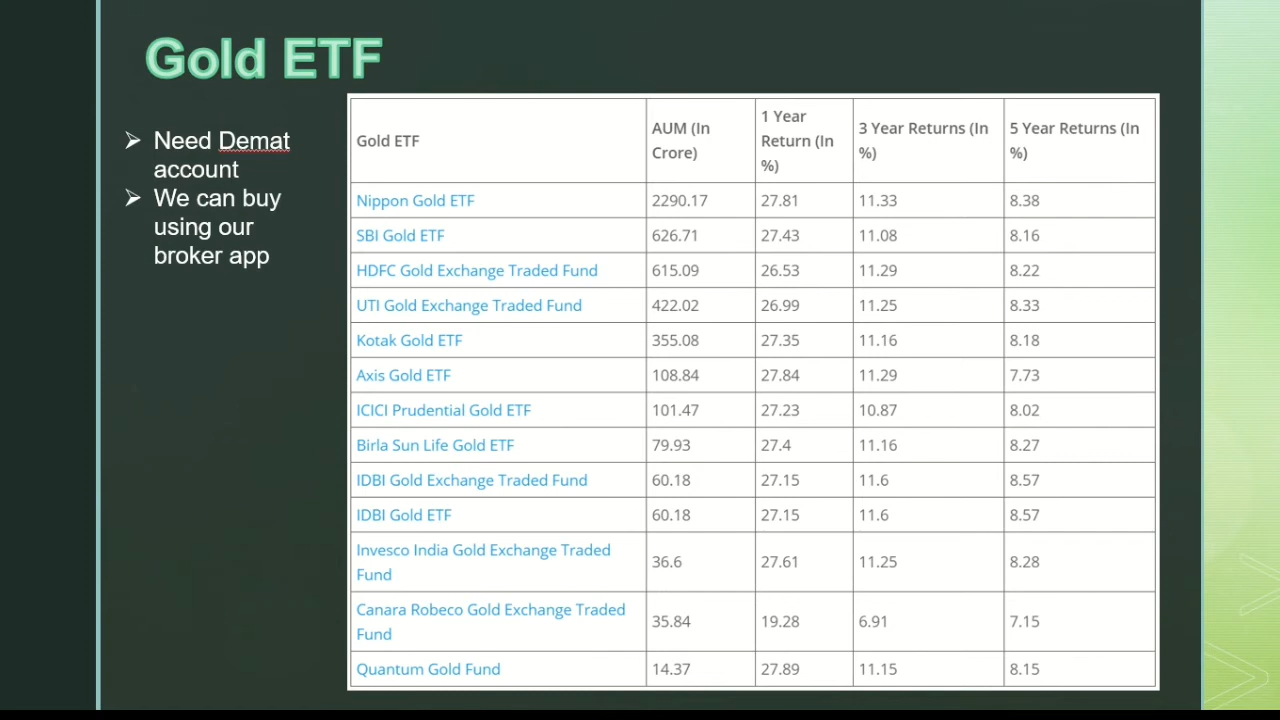 Gold ETF
➢ Need Demat
account
➢ We can buy
using our
broker app
Gold ETF AUM (In Crore) 1 Year Return (In %) 3 Year Returns (In %) 5 Year Returns (In %)
Nippon Gold ETF 2290.17 27.81 11.33 8.38
SBI Gold ETF 626.71 27.43 11.08 8.16
HDFC Gold Exchange Traded Fund 615.09 26.53 11.29 8.22
UTI Gold Exchange Traded Fund 422.02 26.99 11.25 8.33
Kotak Gold ETF 355.08 27.35 11.16 8.18
Axis Gold ETF 108.84 27.84 11.29 7.73
ICICI Prudential Gold ETF 101.47 27.23 10.87 8.02
Birla Sun Life Gold ETF 79.93 27.4 11.16 8.27
IDBI Gold Exchange Traded Fund 60.18 27.15 11.6 8.57
IDBI Gold ETF 60.18 27.15 11.6 8.57
Invesco India Gold Exchange Traded Fund 36.6 27.61 11.25 8.28
Canara Robeco Gold Exchange Traded Fund 35.84 19.28 6.91 7.15
Quantum Gold Fund 14.37 27.89 11.15 8.15